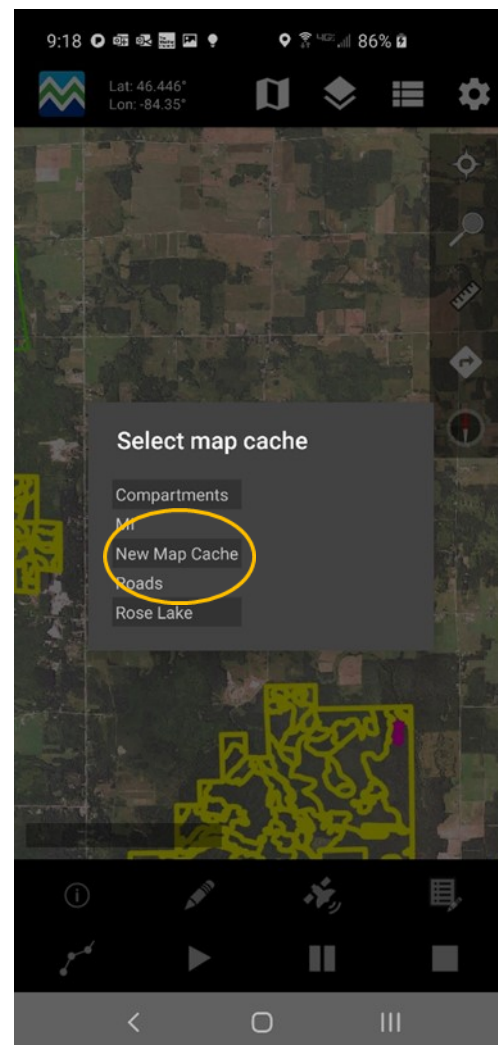 9:18
86%
Lat: 46.446°
Lon: -84.35°
Select map cache
Compartments
MI
New Map Cache
Roads
Rose Lake